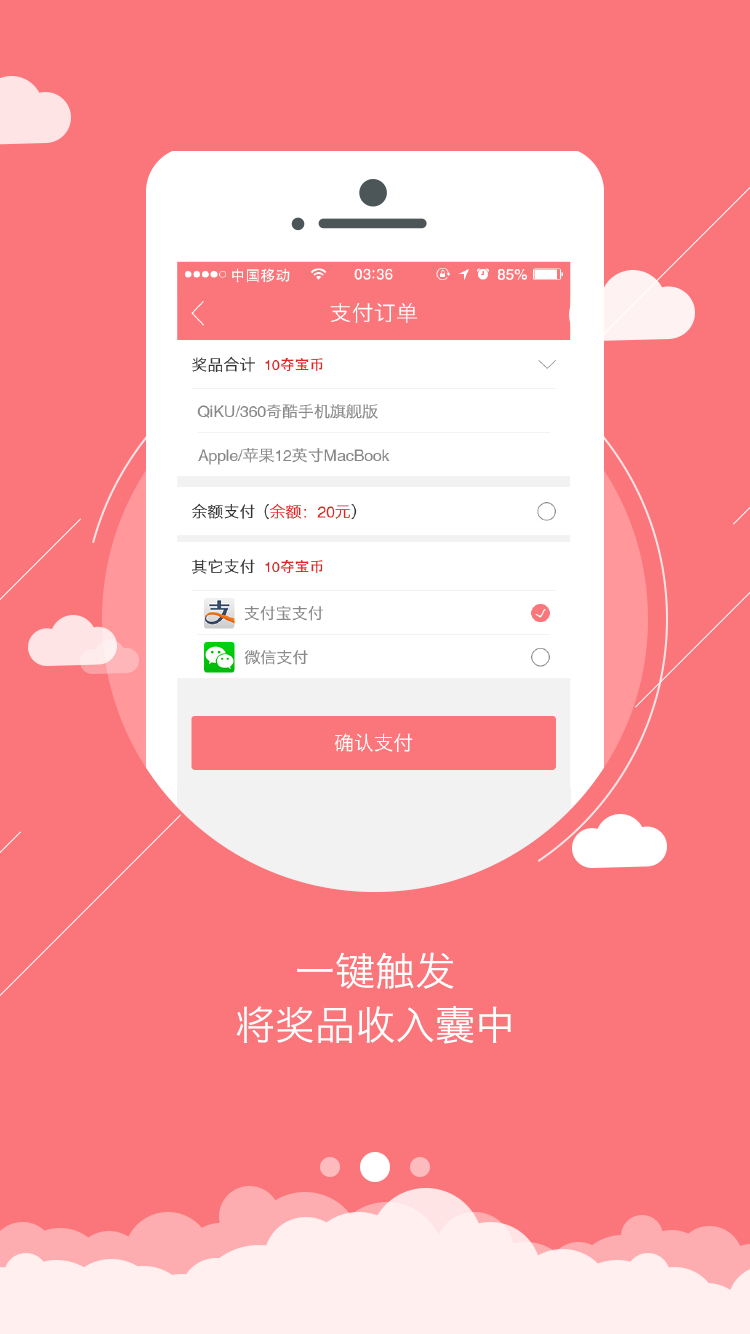 中国移动 03:36 85%
支付订单
奖品合计 10夺宝币
QiKU/360奇酷手机旗舰版
Apple/苹果12英寸MacBook
余额支付（余额：20元）
其它支付 10夺宝币
支 支付宝支付
微信支付
确认支付
一键触发
将奖品收入囊中